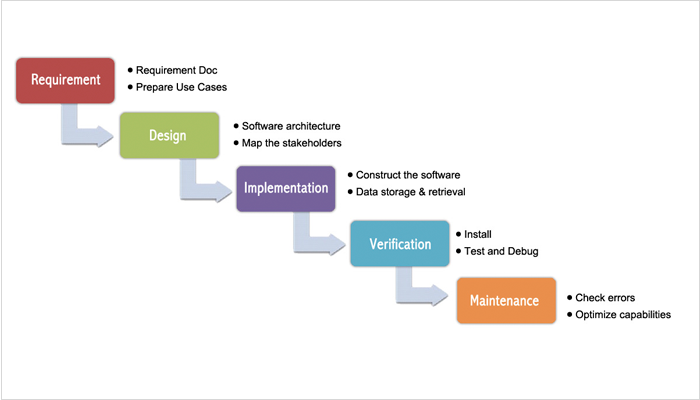 Requirement
● Requirement Doc
● Prepare Use Cases
Design
● Software architecture
● Map the stakeholders
Implementation
● Construct the software
● Data storage & retrieval
Verification
● Install
● Test and Debug
Maintenance
● Check errors
● Optimize capabilities